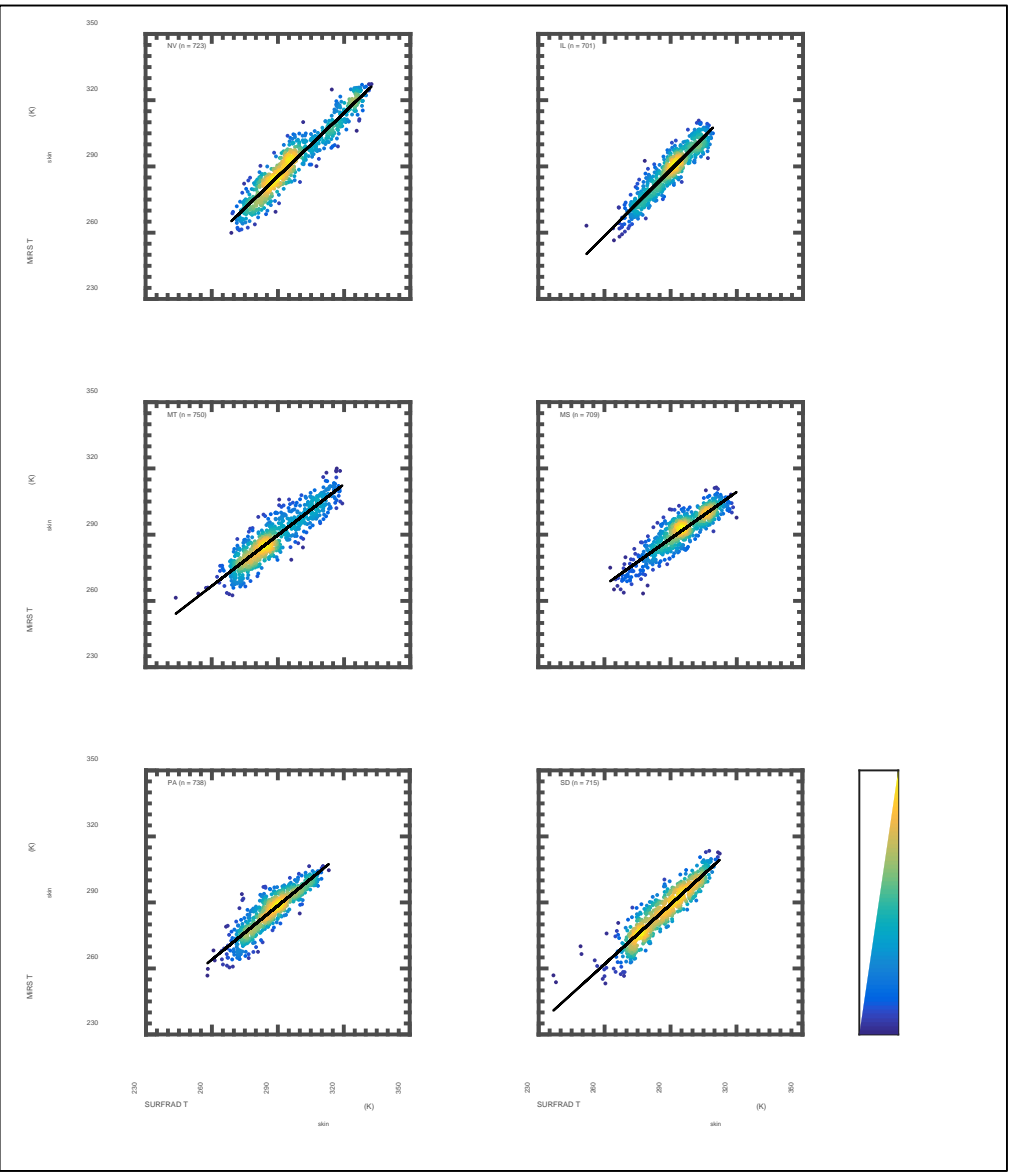 350
NV (n = 723)
IL (n = 701)
320
(K)
skin
290
260
MiRS T
230
350
MT (n = 750)
MS (n = 709)
320
(K)
skin
290
260
MiRS T
230
350
PA (n = 738)
SD (n = 715)
320
(K)
skin
290
260
MiRS T
230
230 260 290 320 350
230 260 290 320 350
SURFRAD T (K)
skin
SURFRAD T (K)
skin